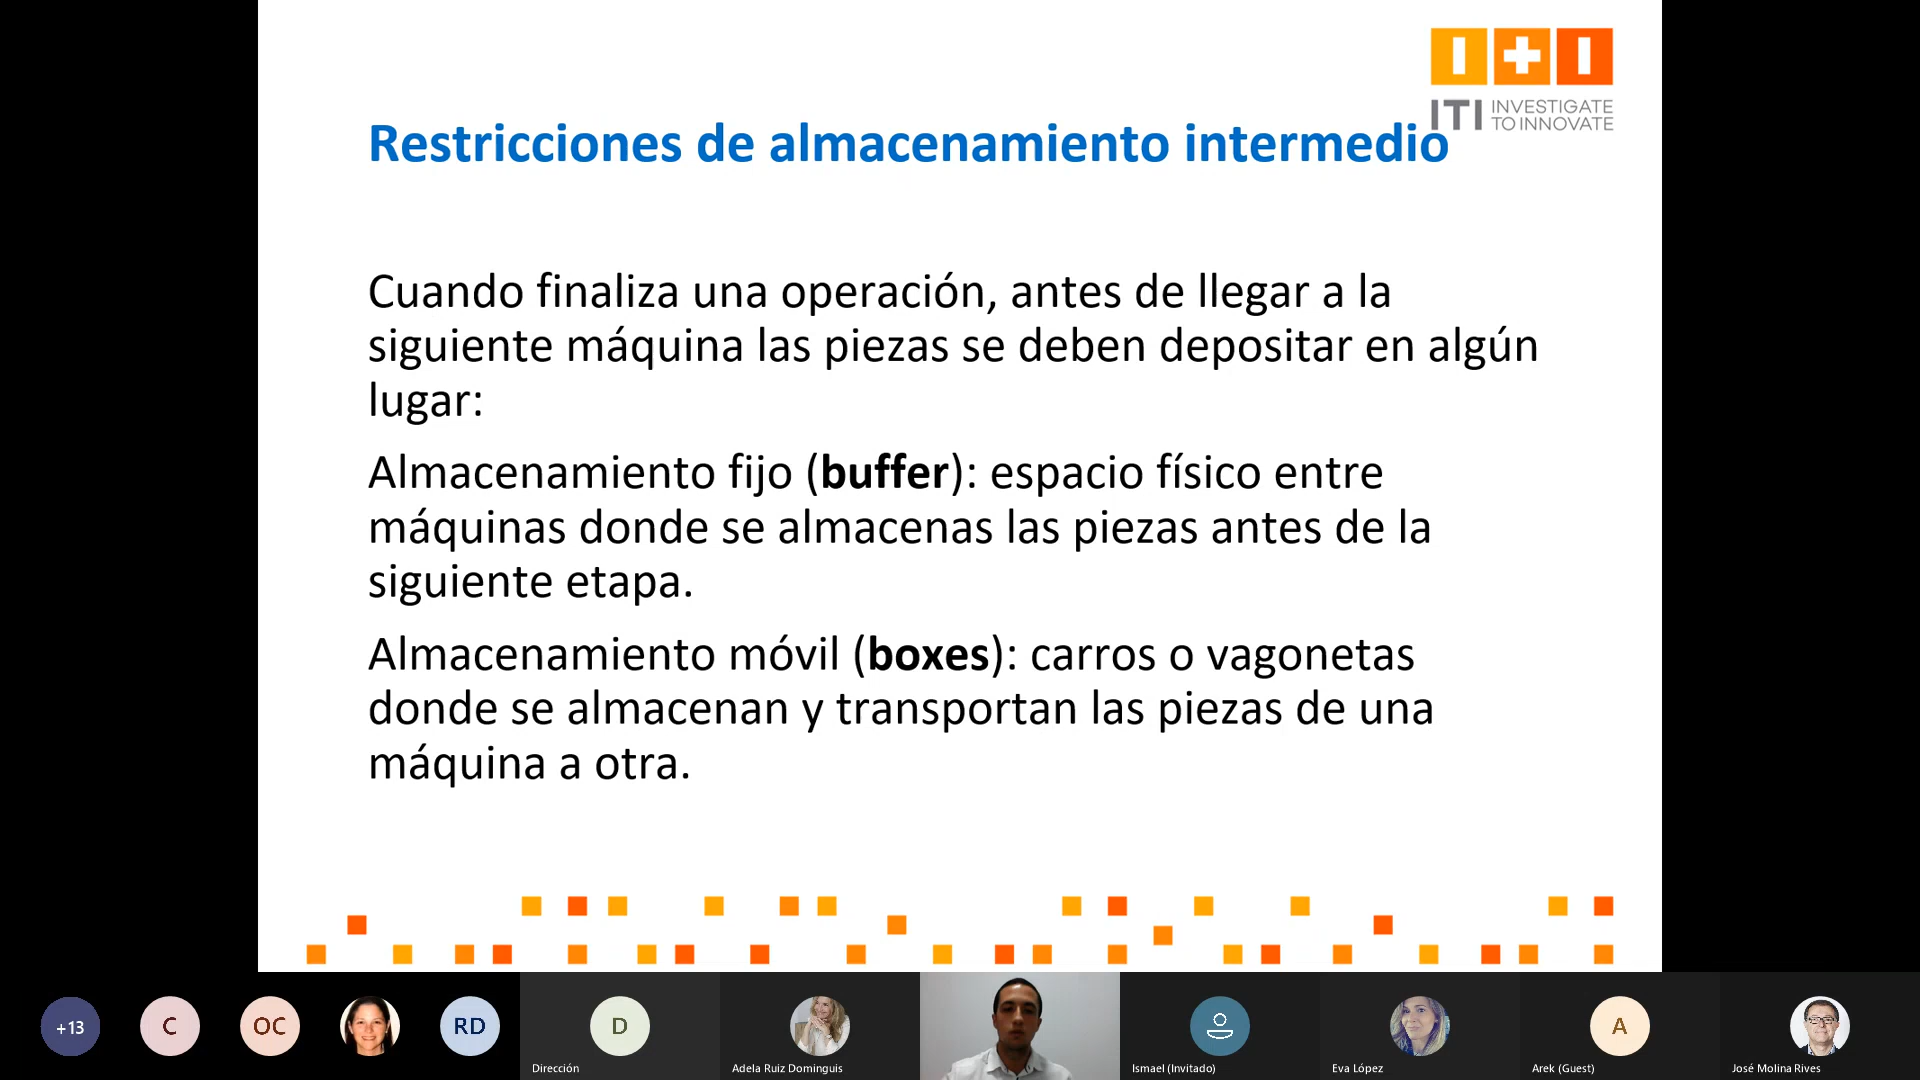 I+I
ITI INVESTIGATE
TO INNOVATE
Restricciones de almacenamiento intermedio
Cuando finaliza una operación, antes de llegar a la
siguiente máquina las piezas se deben depositar en algún
lugar:
Almacenamiento fijo (buffer): espacio físico entre
máquinas donde se almacenas las piezas antes de la
siguiente etapa.
Almacenamiento móvil (boxes): carros o vagonetas
donde se almacenan y transportan las piezas de una
máquina a otra.
+13
C
OC
RD
D
A
Dirección
Adela Ruiz Dominguis
Ismael (Invitado)
Eva López
Arek (Guest)
José Molina Rives